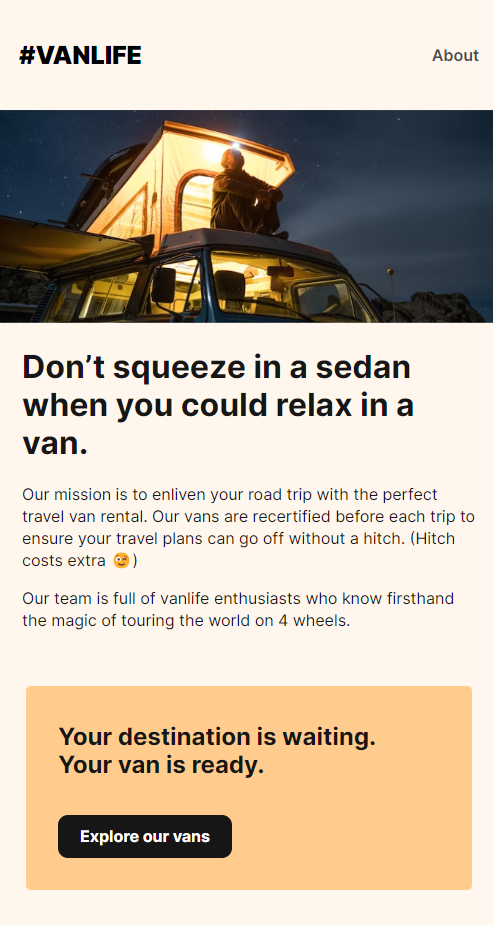 #VANLIFE
About
Don’t squeeze in a sedan
when you could relax in a
van.
Our mission is to enliven your road trip with the perfect
travel van rental. Our vans are recertified before each trip to
ensure your travel plans can go off without a hitch. (Hitch
costs extra 😉)
Our team is full of vanlife enthusiasts who know firsthand
the magic of touring the world on 4 wheels.
Your destination is waiting.
Your van is ready.
Explore our vans